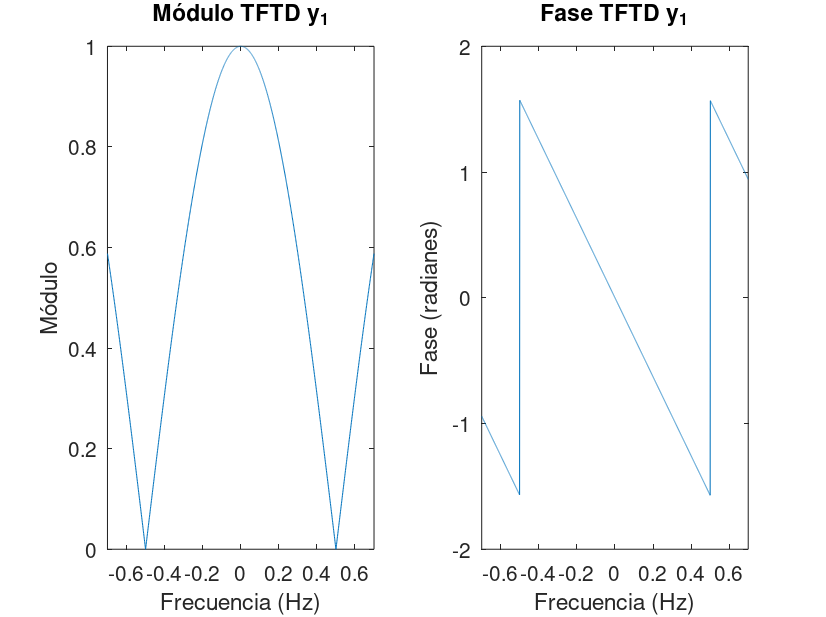 Módulo TFTD y₁
1
0.8
0.6
0.4
0.2
0
-0.6 -0.4 -0.2 0 0.2 0.4 0.6
Frecuencia (Hz)
Módulo
Fase TFTD y₁
2
1
0
-1
-2
-0.6 -0.4 -0.2 0 0.2 0.4 0.6
Frecuencia (Hz)
Fase (radianes)